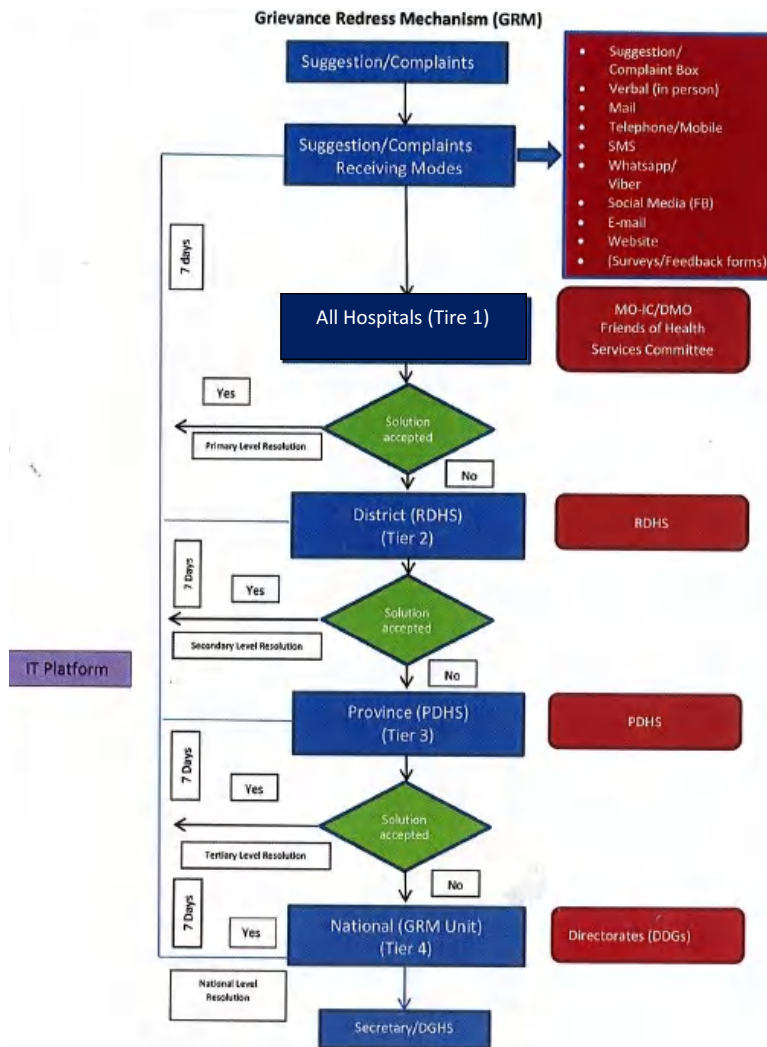 Grievance Redress Mechanism (GRM)
Suggestion/Complaints
Suggestion/Complaints
Receiving Modes
• Suggestion/
Complaint Box
• Verbal (in person)
• Mail
• Telephone/Mobile
• SMS
• Whatsapp/
Viber
• Social Media (FB)
• E-mail
• Website
• (Surveys/Feedback forms)
7 days
All Hospitals (Tire 1)
MO-IC/DMO
Friends of Health
Services Committee
Yes
Solution
accepted
Primary Level Resolution
No
District (RDHS)
(Tier 2)
RDHS
7 Days
Yes
Solution
accepted
Secondary Level Resolution
No
IT Platform
Province (PDHS)
(Tier 3)
PDHS
7 Days
Yes
Solution
accepted
Tertiary Level Resolution
No
7 Days
Yes
National (GRM Unit)
(Tier 4)
Directorates (DDGs)
National Level
Resolution
Secretary/DGHS